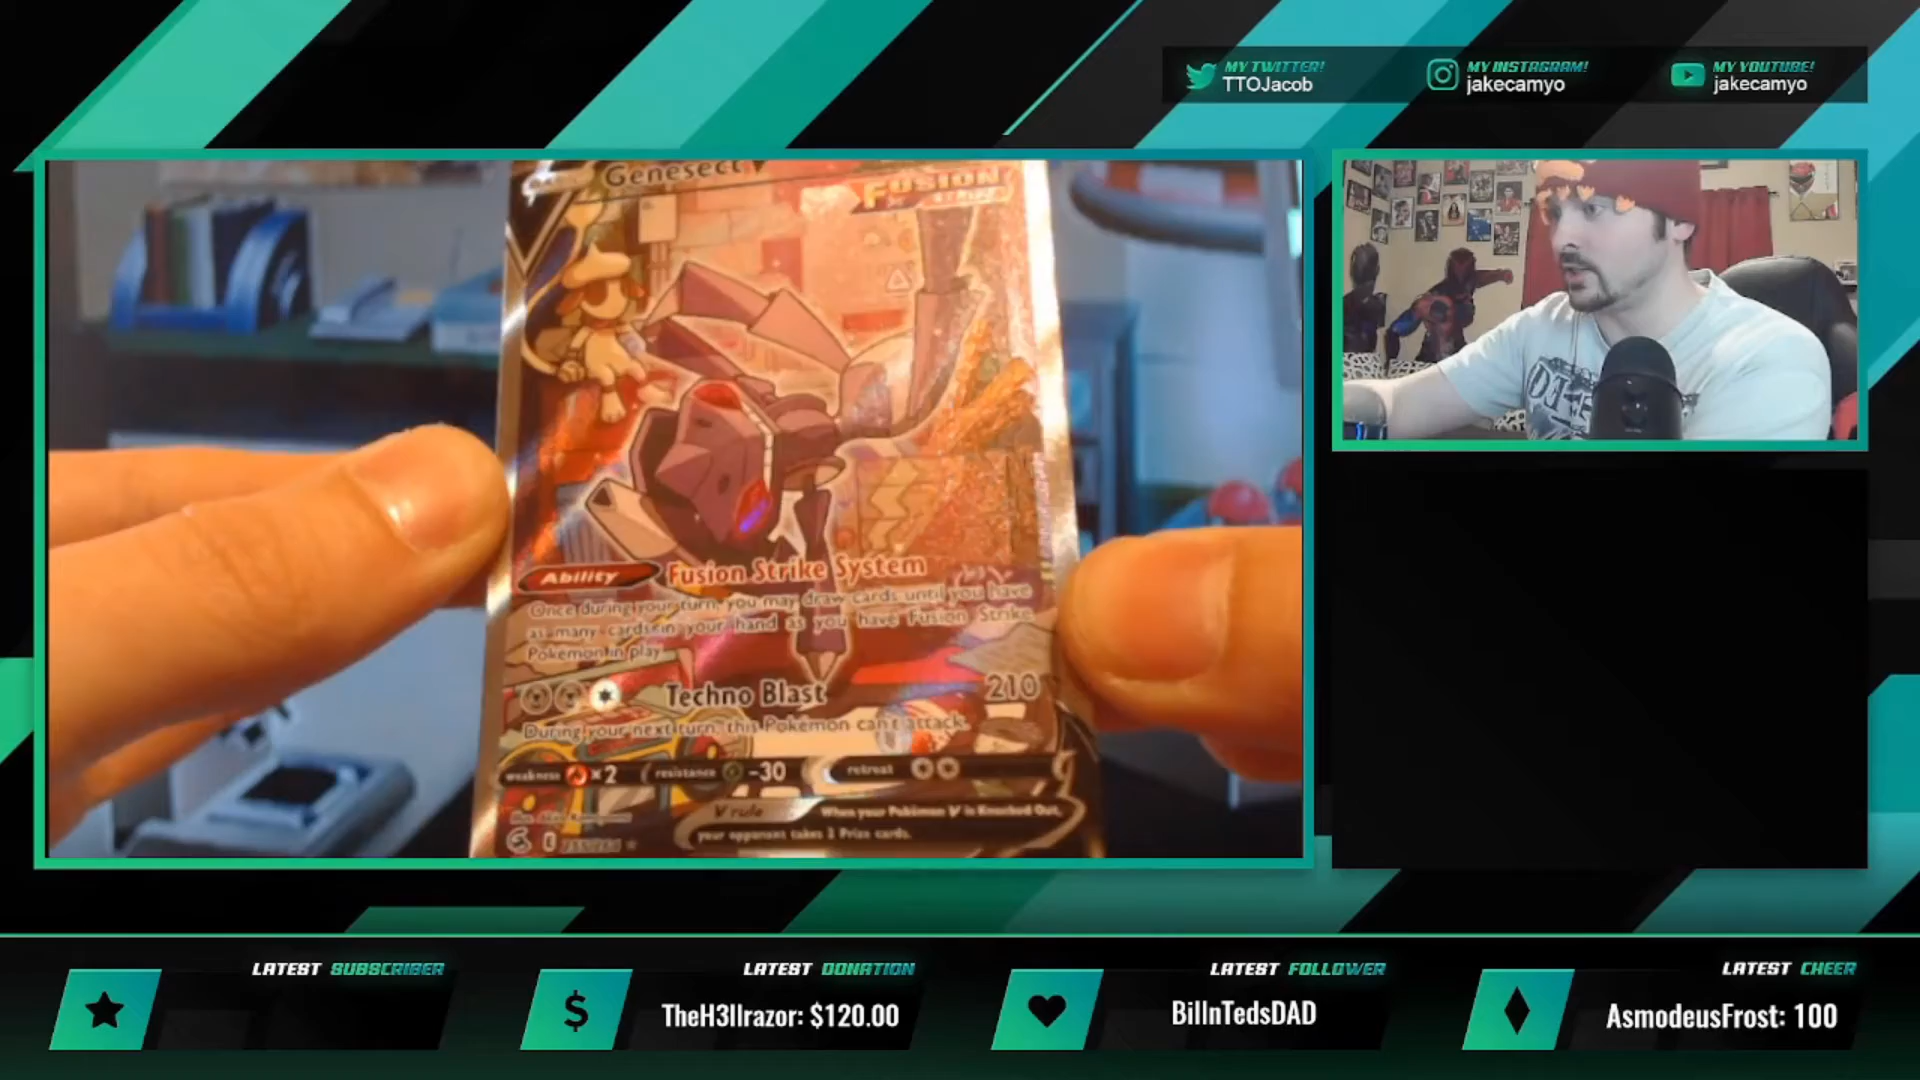 MY TWITTER!
TTOJacob
MY INSTAGRAM!
jakecamyo
MY YOUTUBE!
jakecamyo
Genesect V
FUSION
Ability Fusion Strike System
Once during your turn, you may draw cards until you have
as many cards in your hand as you have Fusion Strike
Pokémon in play.
Techno Blast 210
During your next turn, this Pokémon can't attack.
weakness x2 resistance -30 retreat
V rule When your Pokémon V is Knocked Out,
your opponent takes 2 Prize cards.
LATEST SUBSCRIBER
LATEST DONATION
TheH3llrazor: $120.00
LATEST FOLLOWER
BillnTedsDAD
LATEST CHEER
AsmodeusFrost: 100